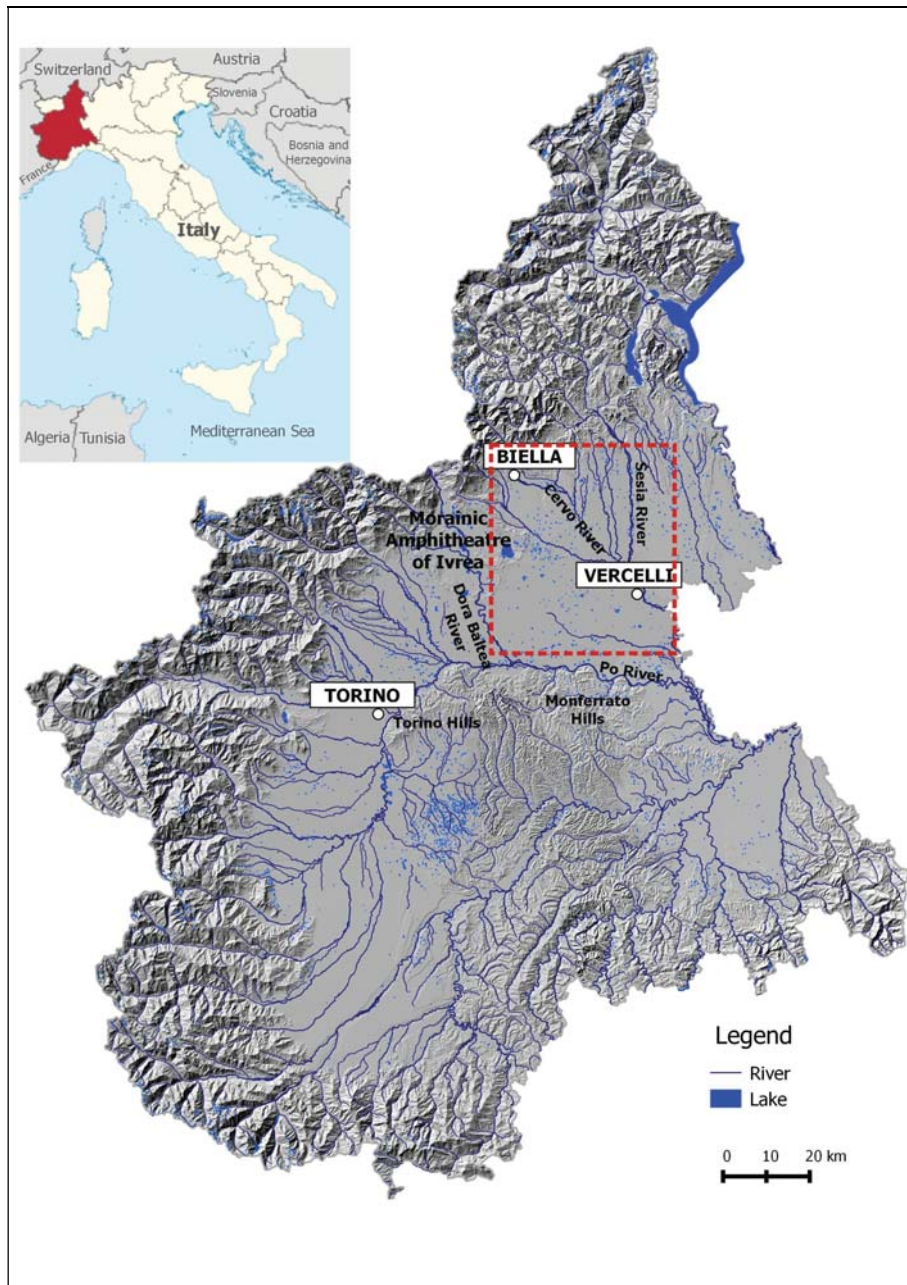 Austria
Switzerland
Slovenia
Croatia
Bosnia and
Herzegovina
France
Italy
Algeria
Tunisia
Mediterranean Sea
BIELLA
Cervo River
Sesia River
Morainic
Amphitheatre
of Ivrea
VERCELLI
Dora Baltea
River
Po River
TORINO
Torino Hills
Monferrato
Hills
Legend
River
Lake
0 10 20 km